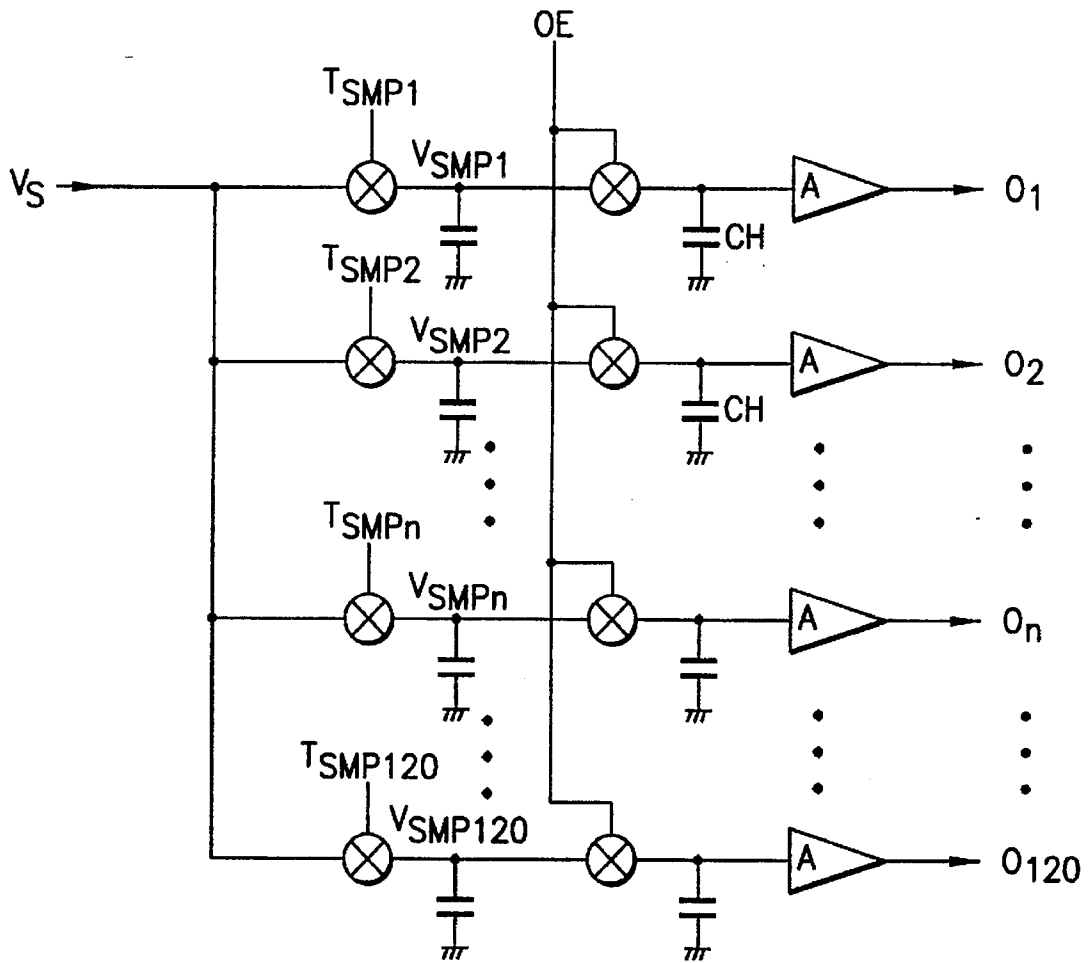 OE
TSMP1
VSMP1
VS
A
O1
CH
TSMP2
VSMP2
A
O2
CH
TSMPn
VSMPn
A
On
TSMP120
VSMP120
A
O120